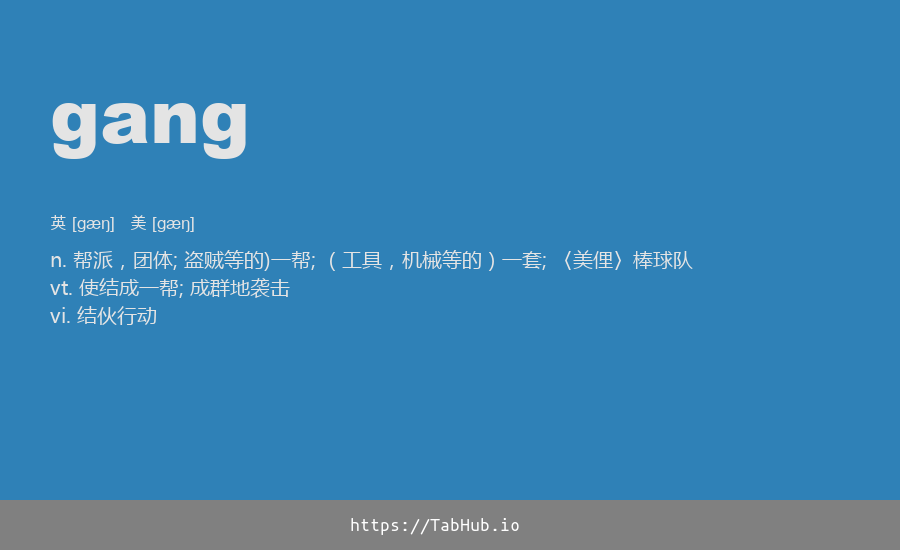 gang
英 [gæŋ] 美 [gæŋ]
n. 帮派，团体; 盗贼等的)一帮; （工具，机械等的）一套; 〈美俚〉棒球队
vt. 使结成一帮; 成群地袭击
vi. 结伙行动
https://TabHub.io